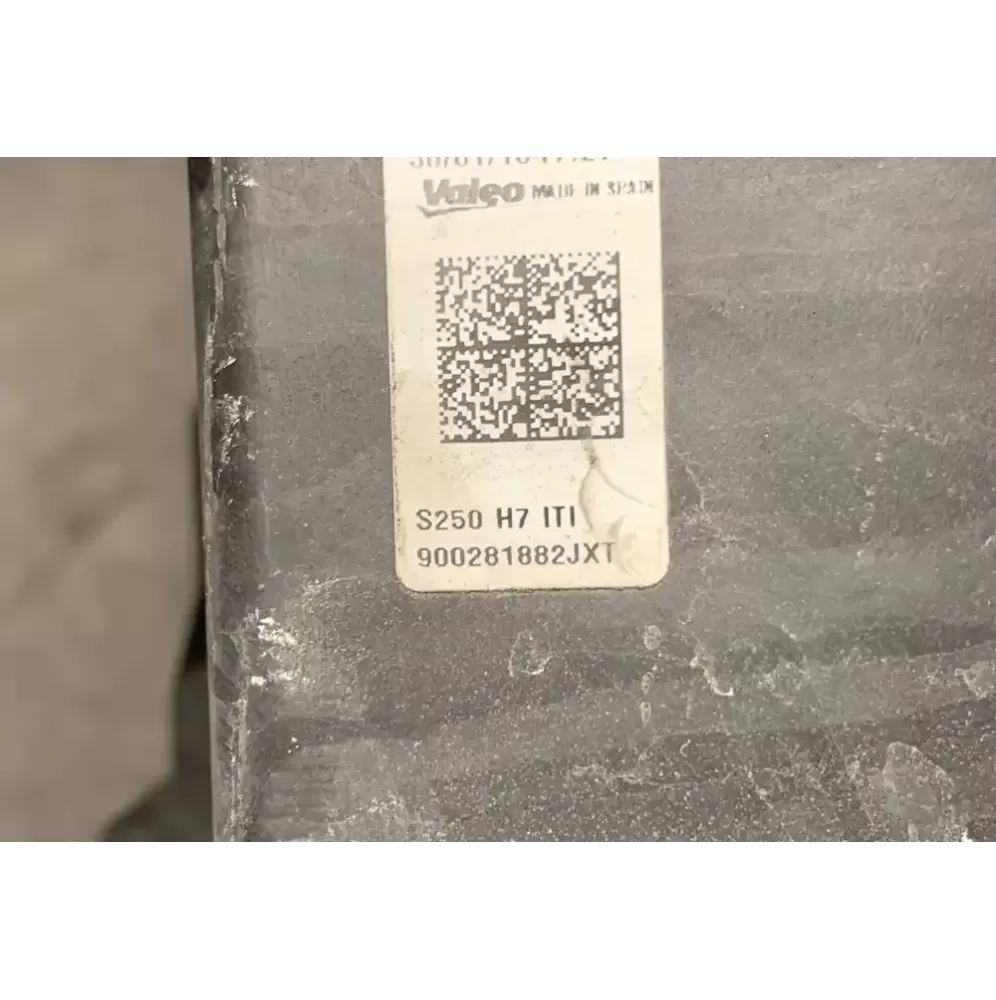 Valeo MADE IN SPAIN
S250 H7 ITI
900281882JXT